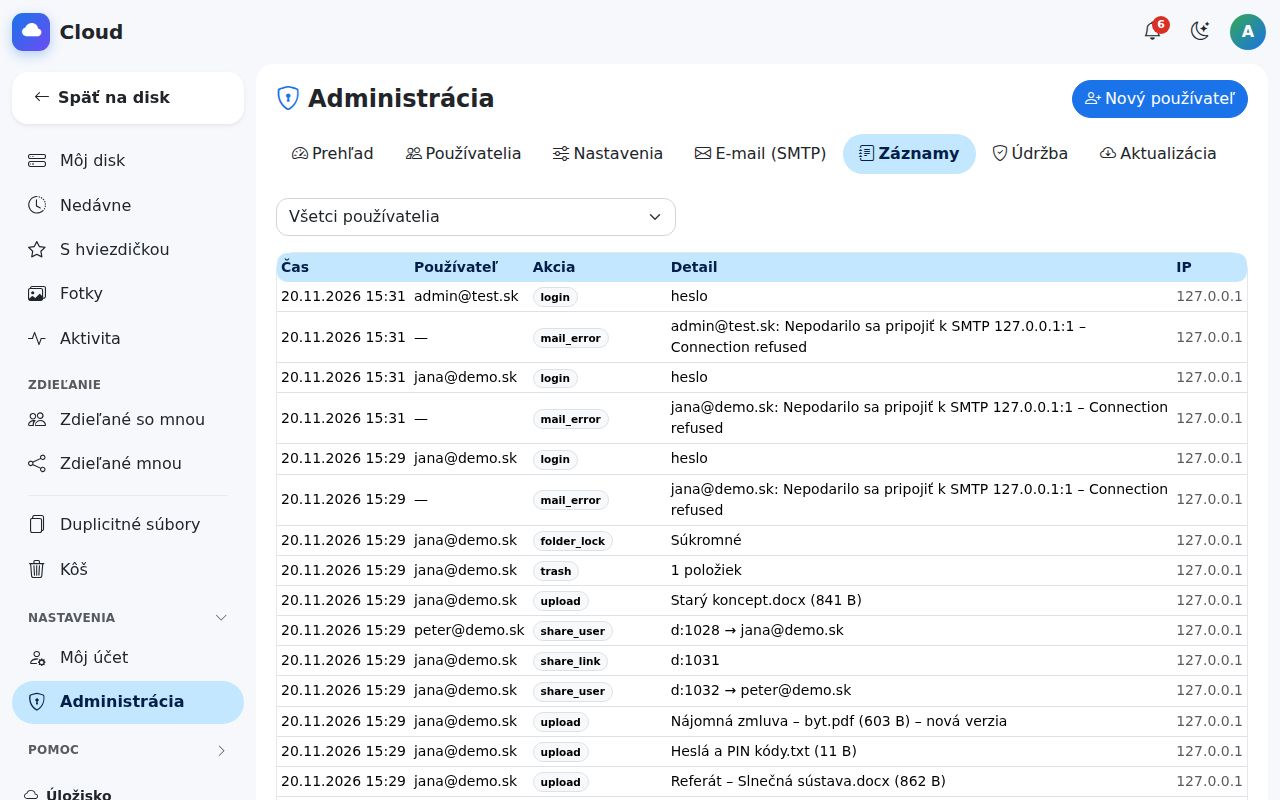 Cloud
6
A
Späť na disk
Môj disk
Nedávne
S hviezdičkou
Fotky
Aktivita
ZDIEĽANIE
Zdieľané so mnou
Zdieľané mnou
Duplicitné súbory
Kôš
NASTAVENIA
Môj účet
Administrácia
POMOC
Úložisko
Administrácia
Nový používateľ
Prehľad Používatelia Nastavenia E-mail (SMTP) Záznamy Údržba Aktualizácia
Všetci používatelia
Čas Používateľ Akcia Detail IP
20.11.2026 15:31 admin@test.sk login heslo 127.0.0.1
20.11.2026 15:31 — mail_error admin@test.sk: Nepodarilo sa pripojiť k SMTP 127.0.0.1:1 – 127.0.0.1
Connection refused
20.11.2026 15:31 jana@demo.sk login heslo 127.0.0.1
20.11.2026 15:31 — mail_error jana@demo.sk: Nepodarilo sa pripojiť k SMTP 127.0.0.1:1 – Connection 127.0.0.1
refused
20.11.2026 15:29 jana@demo.sk login heslo 127.0.0.1
20.11.2026 15:29 — mail_error jana@demo.sk: Nepodarilo sa pripojiť k SMTP 127.0.0.1:1 – Connection 127.0.0.1
refused
20.11.2026 15:29 jana@demo.sk folder_lock Súkromné 127.0.0.1
20.11.2026 15:29 jana@demo.sk trash 1 položiek 127.0.0.1
20.11.2026 15:29 jana@demo.sk upload Starý koncept.docx (841 B) 127.0.0.1
20.11.2026 15:29 peter@demo.sk share_user d:1028 → jana@demo.sk 127.0.0.1
20.11.2026 15:29 jana@demo.sk share_link d:1031 127.0.0.1
20.11.2026 15:29 jana@demo.sk share_user d:1032 → peter@demo.sk 127.0.0.1
20.11.2026 15:29 jana@demo.sk upload Nájomná zmluva – byt.pdf (603 B) – nová verzia 127.0.0.1
20.11.2026 15:29 jana@demo.sk upload Heslá a PIN kódy.txt (11 B) 127.0.0.1
20.11.2026 15:29 jana@demo.sk upload Referát – Slnečná sústava.docx (862 B) 127.0.0.1